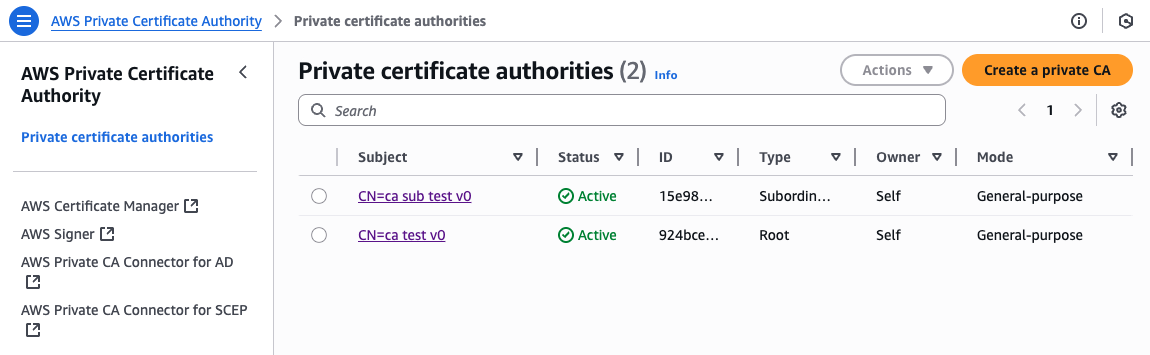 AWS Private Certificate Authority > Private certificate authorities
AWS Private Certificate
Authority
Private certificate authorities
AWS Certificate Manager
AWS Signer
AWS Private CA Connector for AD
AWS Private CA Connector for SCEP
Private certificate authorities (2) Info
Actions
Create a private CA
Search
1
Subject Status ID Type Owner Mode
CN=ca sub test v0 Active 15e98... Subordin... Self General-purpose
CN=ca test v0 Active 924bce... Root Self General-purpose